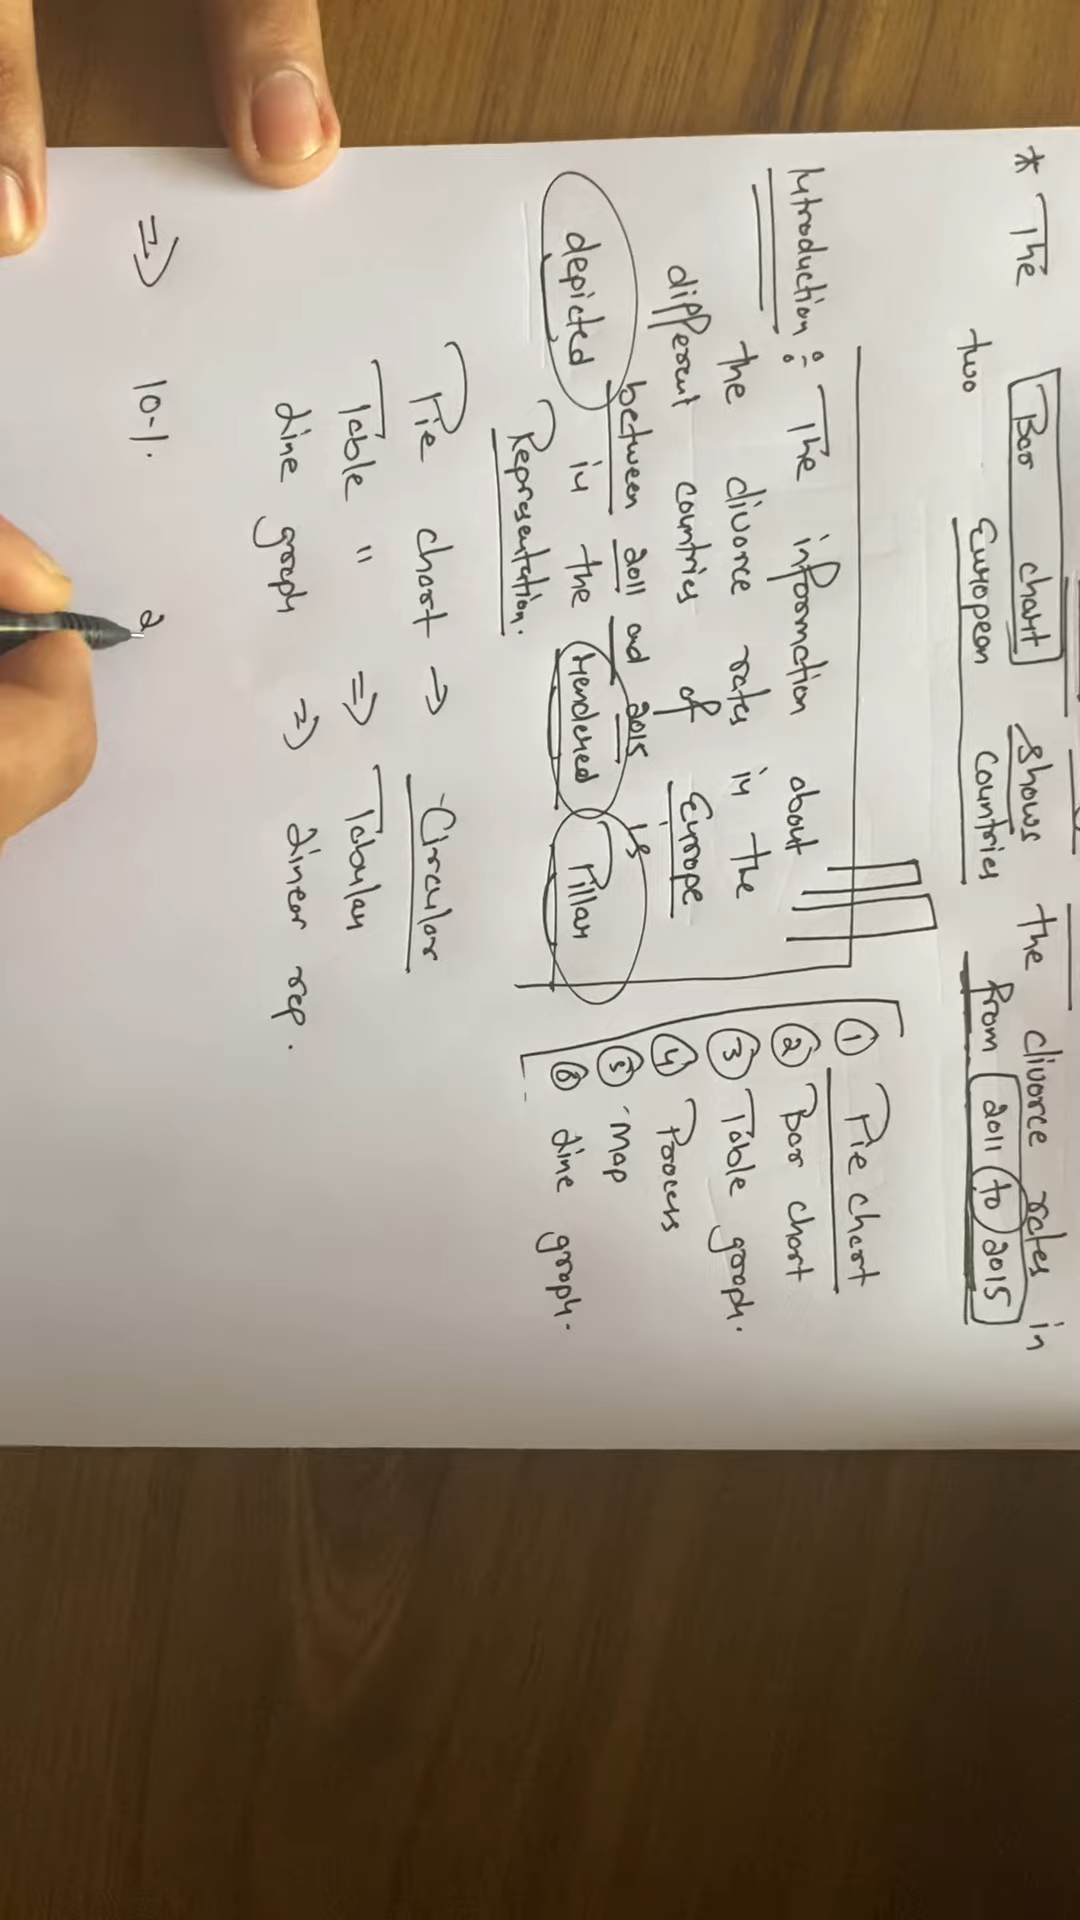 * The Bar chart shows the divorce rates in
two European countries from 2011 to 2015
Introduction : The information about
the divorce rates in the
different countries of Europe
between 2011 and 2015 is
depicted in the rendered Pillar
Representation.
① Pie chart
② Bar chart
③ Table graph.
④ Process
⑤ Map
⑥ Line graph.
Pie chart → Circular
Table " ⇒ Tabular
Line graph ⇒ Linear rep.
⇒ 10-1. 2